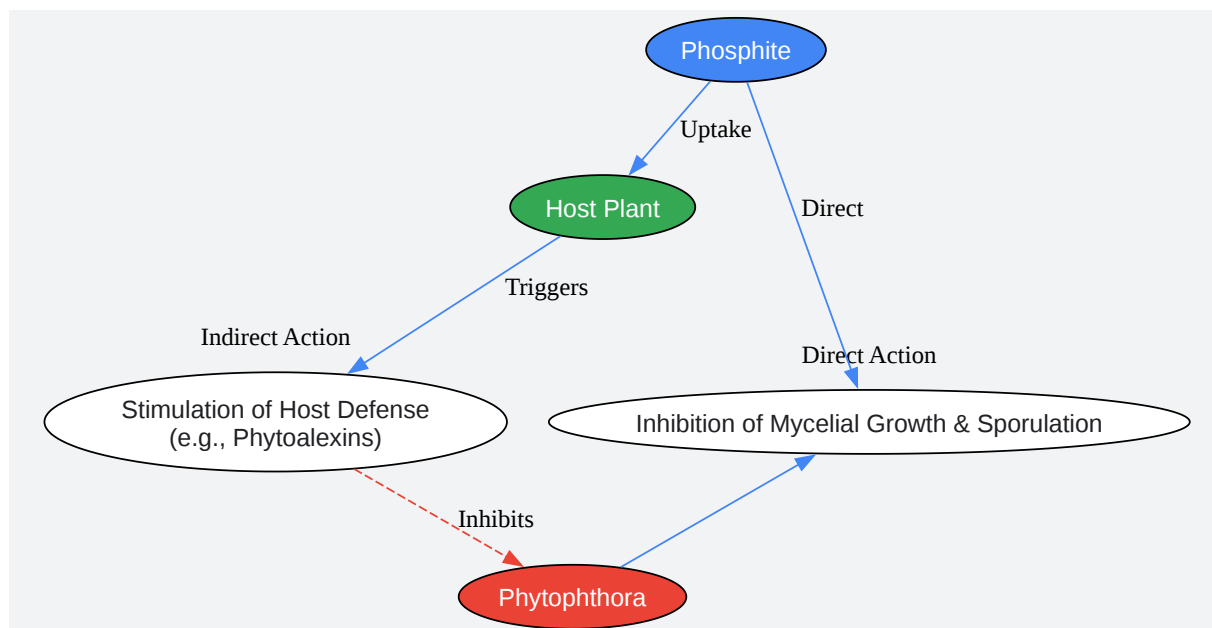 Phosphite
Uptake
Host Plant
Direct
Triggers
Indirect Action
Direct Action
Stimulation of Host Defense
(e.g., Phytoalexins)
Inhibition of Mycelial Growth & Sporulation
Inhibits
Phytophthora